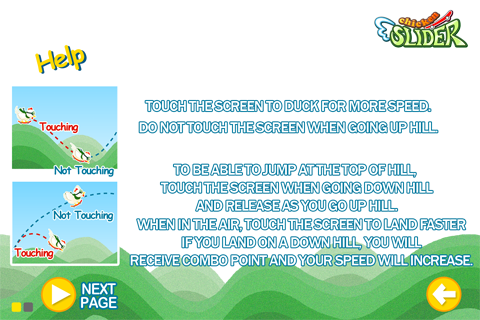 chicken
SLIDER
Help
TOUCH THE SCREEN TO DUCK FOR MORE SPEED.
DO NOT TOUCH THE SCREEN WHEN GOING UP HILL.
Touching
Not Touching
TO BE ABLE TO JUMP AT THE TOP OF HILL,
TOUCH THE SCREEN WHEN GOING DOWN HILL
AND RELEASE AS YOU GO UP HILL.
WHEN IN THE AIR, TOUCH THE SCREEN TO LAND FASTER
IF YOU LAND ON A DOWN HILL, YOU WILL
RECEIVE COMBO POINT AND YOUR SPEED WILL INCREASE.
Not Touching
Touching
NEXT
PAGE